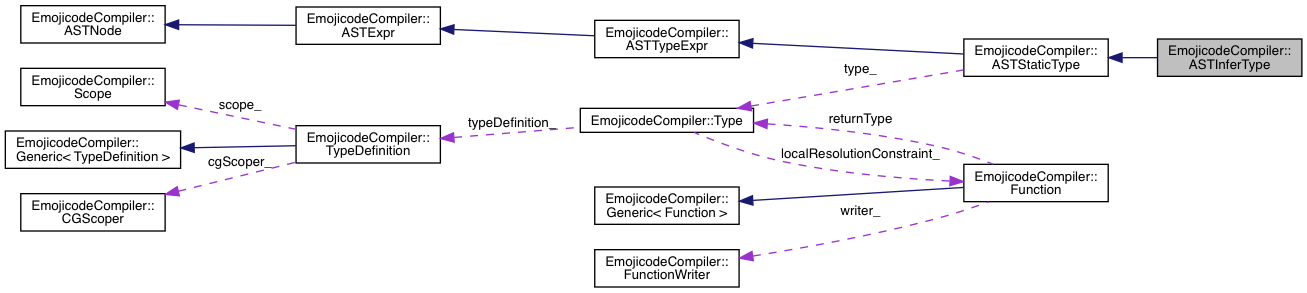 EmojicodeCompiler::
ASTNode
EmojicodeCompiler::
ASTExpr
EmojicodeCompiler::
ASTTypeExpr
EmojicodeCompiler::
ASTStaticType
EmojicodeCompiler::
ASTInferType
EmojicodeCompiler::
Scope
scope_
type_
EmojicodeCompiler::
Generic< TypeDefinition >
cgScoper_
EmojicodeCompiler::
TypeDefinition
typeDefinition_
EmojicodeCompiler::Type
returnType
localResolutionConstraint_
EmojicodeCompiler::
Function
EmojicodeCompiler::
CGScoper
EmojicodeCompiler::
Generic< Function >
writer_
EmojicodeCompiler::
FunctionWriter